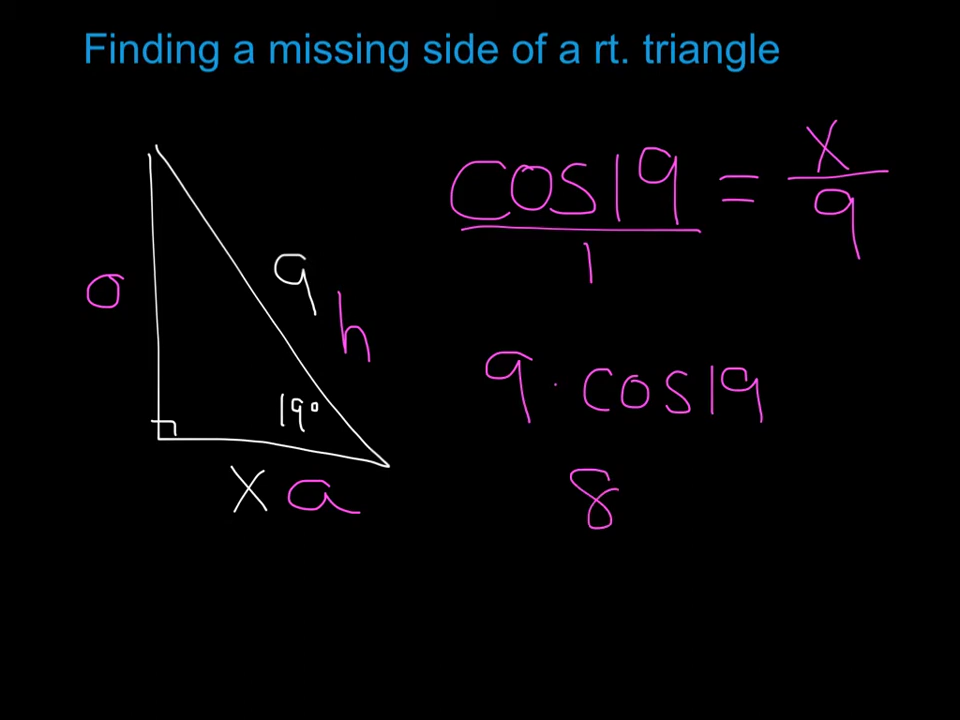 Finding a missing side of a rt. triangle
cos19 = x
1 9
9
o
h
9 · cos19
19°
x a
8